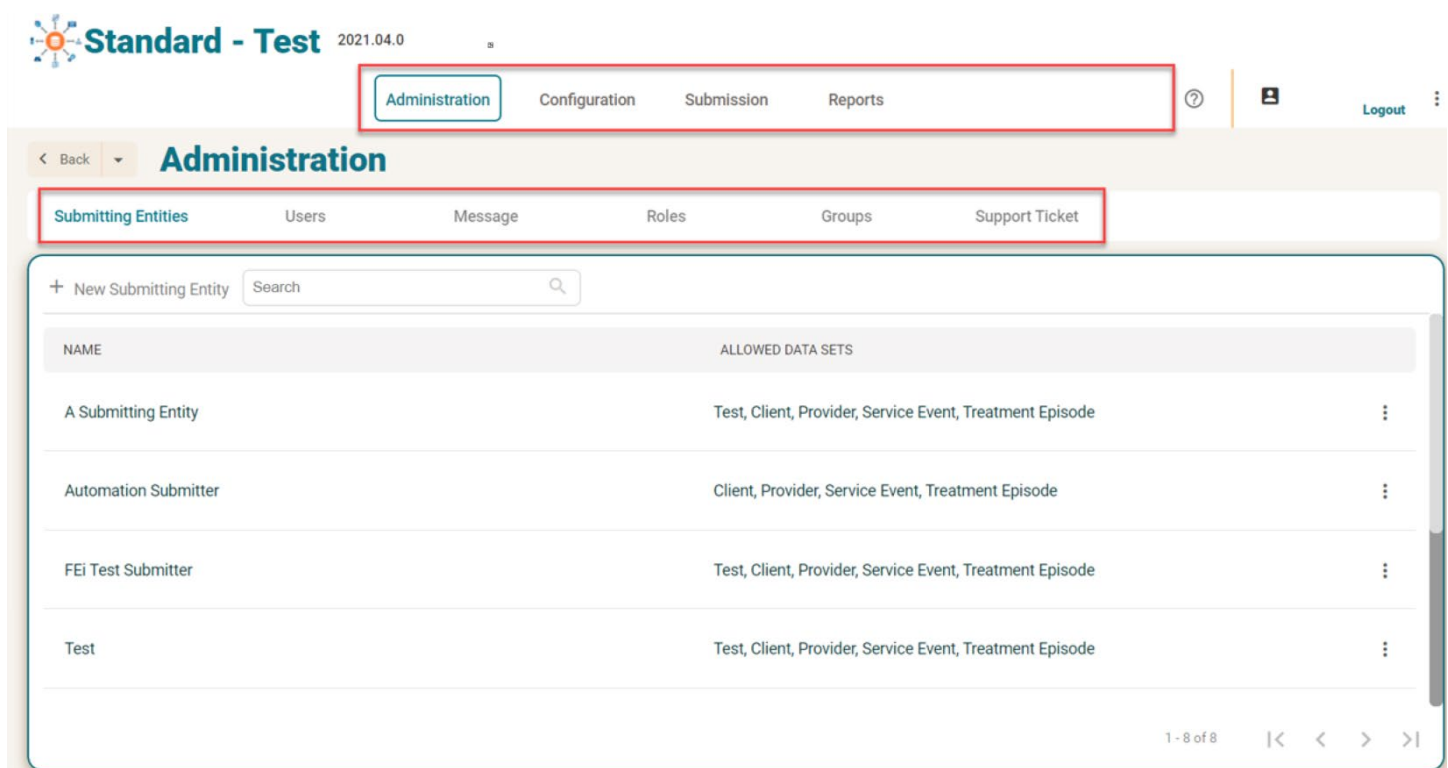 Standard - Test 2021.04.0
Administration Configuration Submission Reports
Logout
Back Administration
Submitting Entities Users Message Roles Groups Support Ticket
+ New Submitting Entity Search
NAME ALLOWED DATA SETS
A Submitting Entity Test, Client, Provider, Service Event, Treatment Episode
Automation Submitter Client, Provider, Service Event, Treatment Episode
FEi Test Submitter Test, Client, Provider, Service Event, Treatment Episode
Test Test, Client, Provider, Service Event, Treatment Episode
1 - 8 of 8